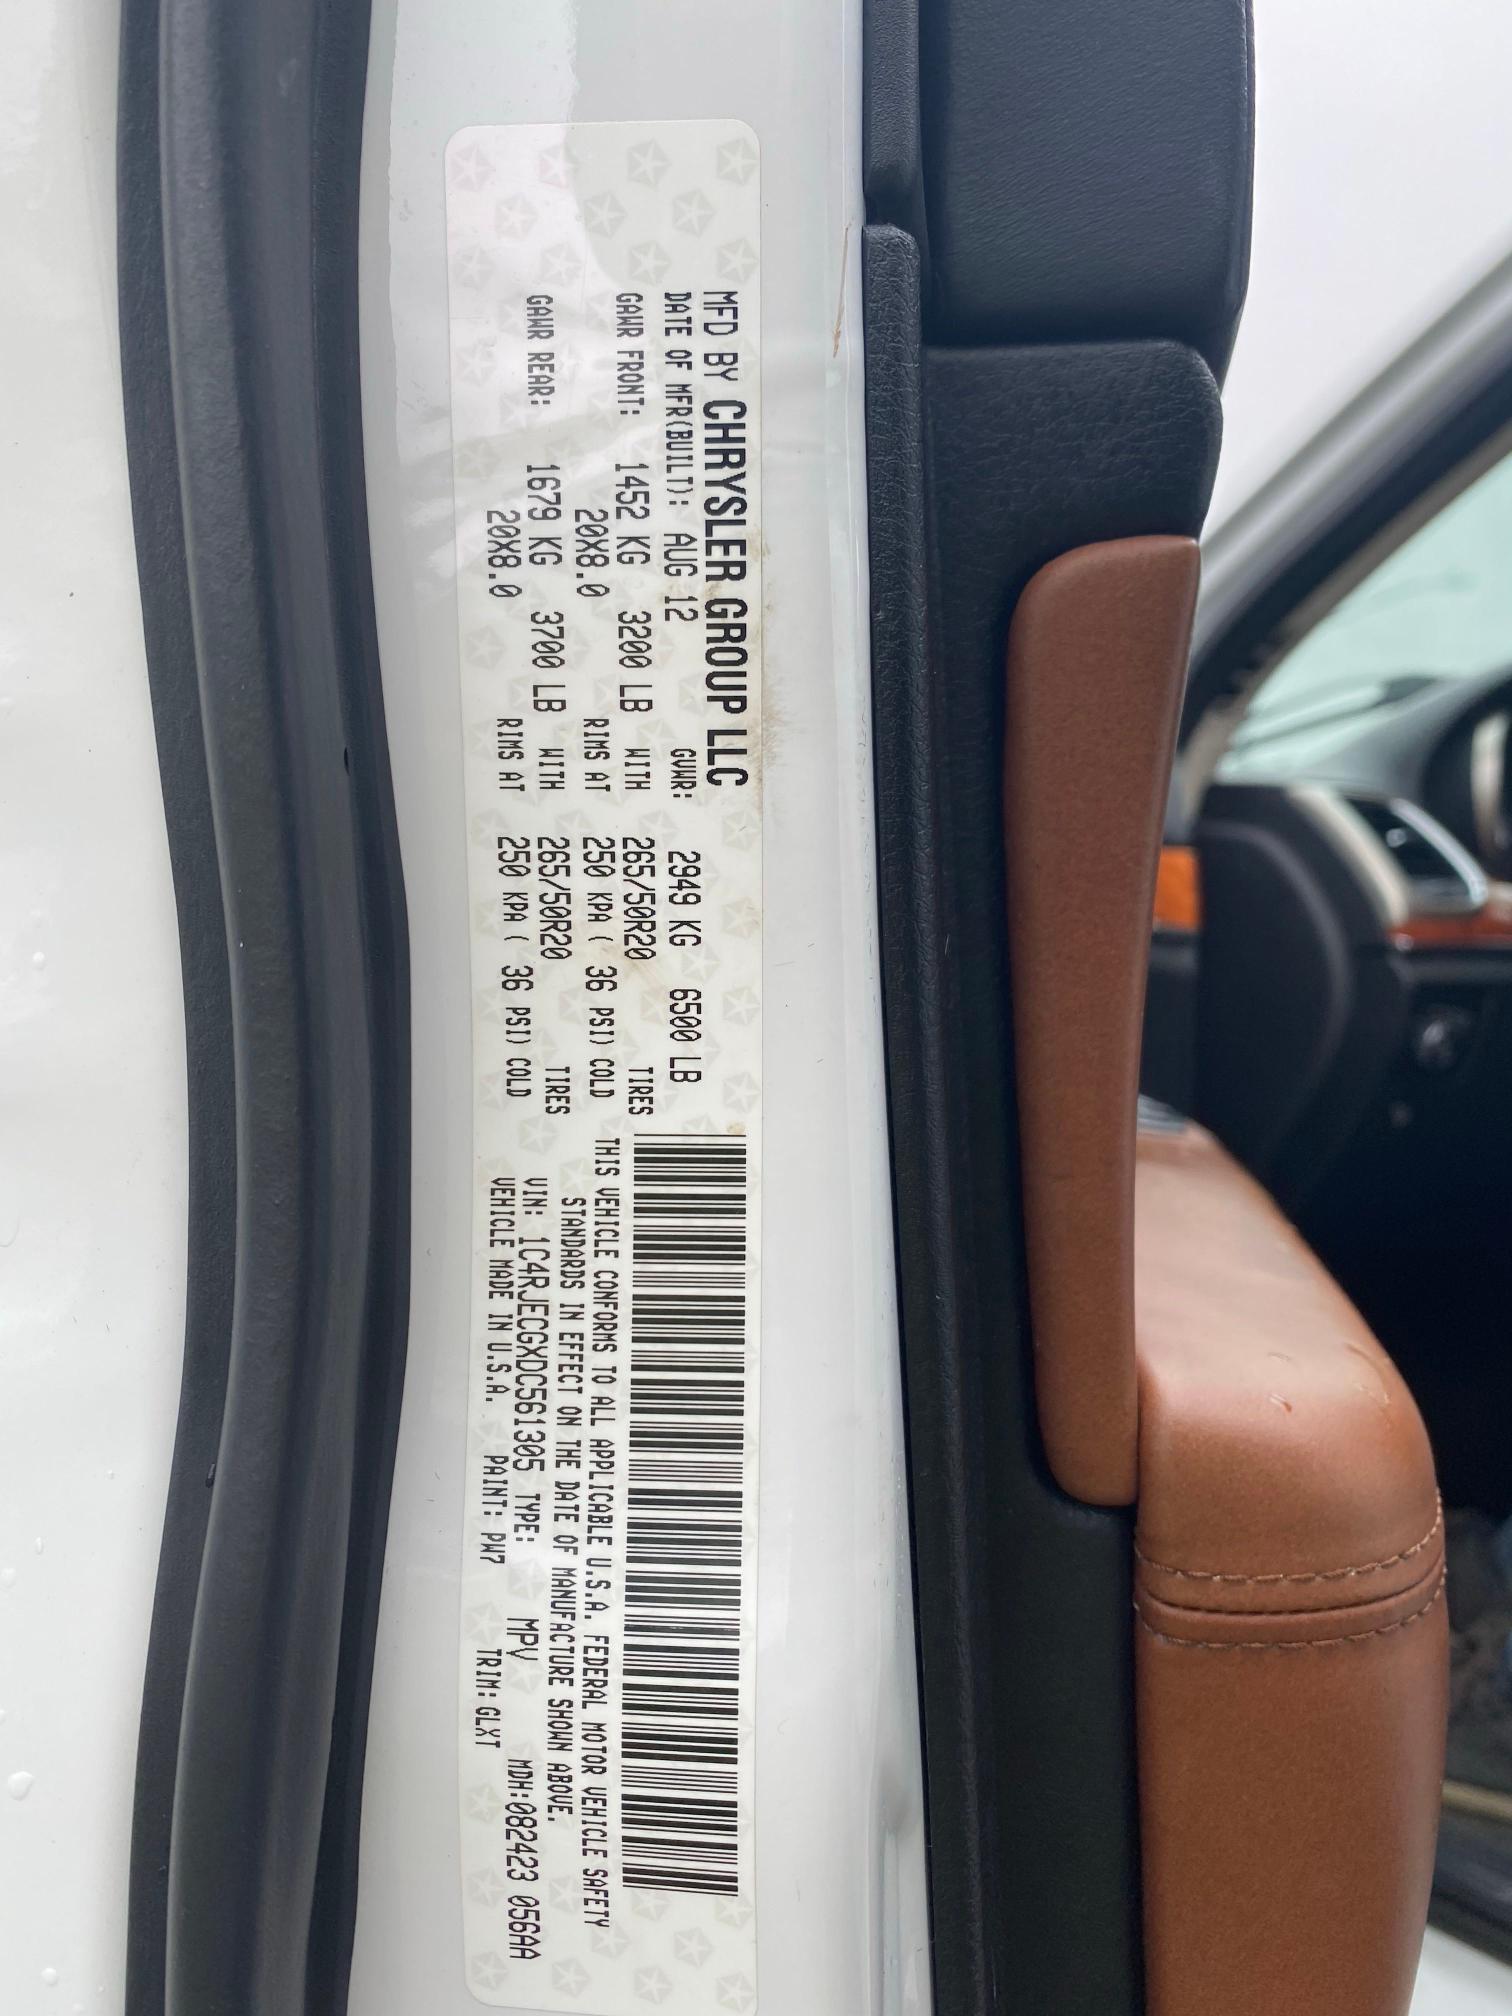 MFD BY CHRYSLER GROUP LLC
DATE OF MFR(BUILT): AUG 12 GVWR: 2949 KG 6500 LB
GAWR FRONT: 1452 KG 3200 LB WITH 265/50R20 TIRES
20X8.0 RIMS AT 250 KPA ( 36 PSI) COLD
GAWR REAR: 1679 KG 3700 LB WITH 265/50R20 TIRES
20X8.0 RIMS AT 250 KPA ( 36 PSI) COLD
THIS VEHICLE CONFORMS TO ALL APPLICABLE U.S.A. FEDERAL MOTOR VEHICLE SAFETY
STANDARDS IN EFFECT ON THE DATE OF MANUFACTURE SHOWN ABOVE.
VIN: 1C4RJECGXDC561305 TYPE: MPV MDH:082423 056AA
VEHICLE MADE IN U.S.A. PAINT: PW7 TRIM: GLXT